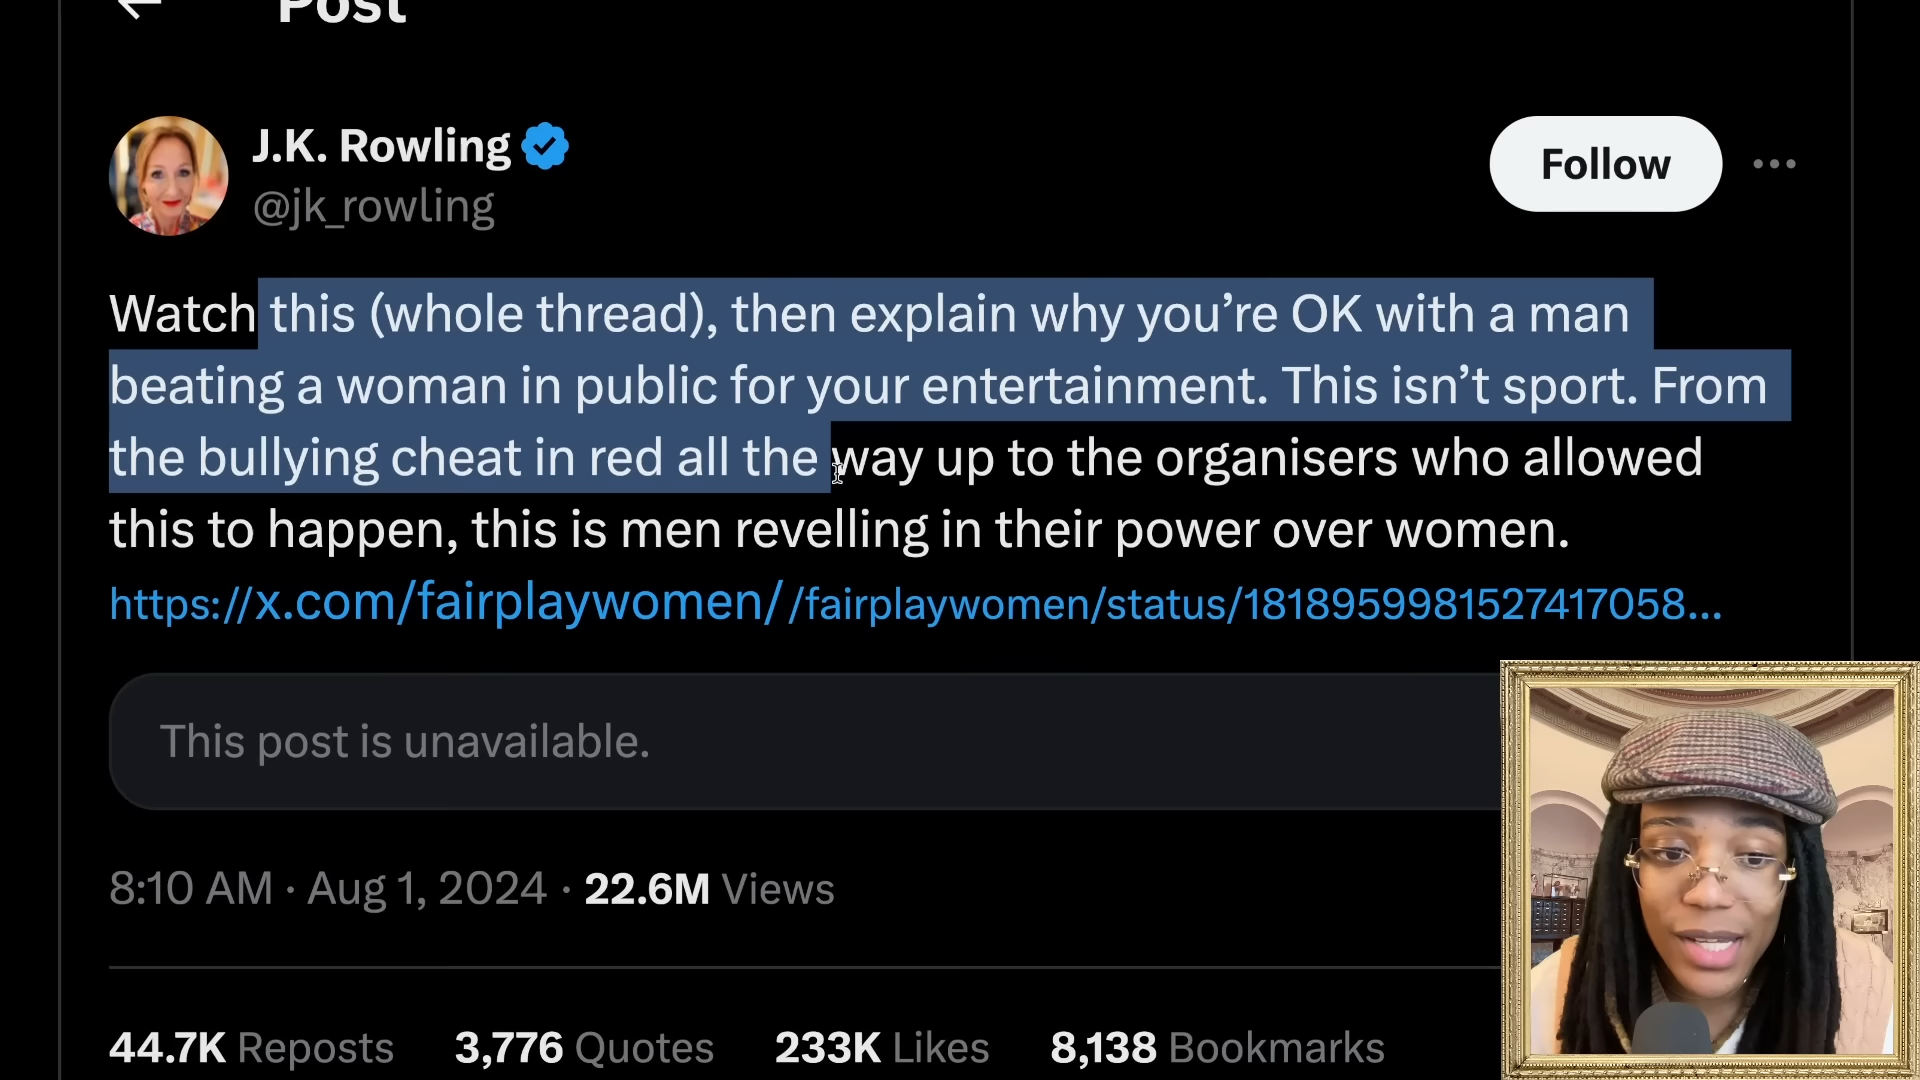 Post
J.K. Rowling
@jk_rowling
Follow
Watch this (whole thread), then explain why you’re OK with a man
beating a woman in public for your entertainment. This isn’t sport. From
the bullying cheat in red all the way up to the organisers who allowed
this to happen, this is men revelling in their power over women.
https://x.com/fairplaywomen//fairplaywomen/status/1818959981527417058…
This post is unavailable.
8:10 AM · Aug 1, 2024 · 22.6M Views
44.7K Reposts 3,776 Quotes 233K Likes 8,138 Bookmarks